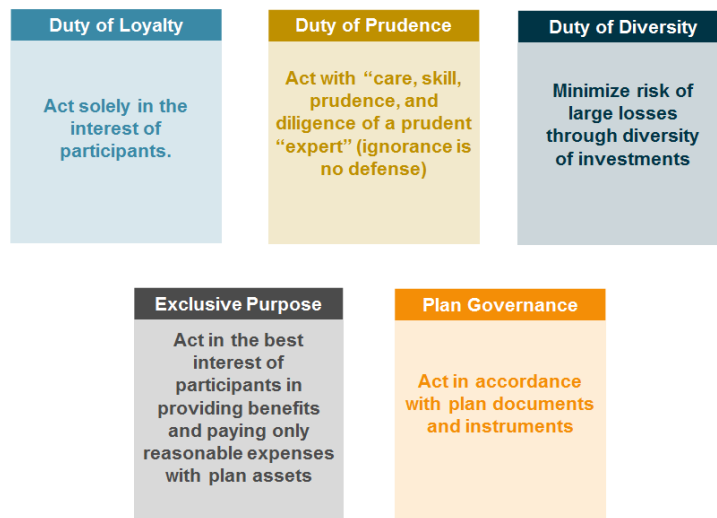 Duty of Loyalty
Act solely in the
interest of
participants.
Duty of Prudence
Act with “care, skill,
prudence, and
diligence of a prudent
“expert” (ignorance is
no defense)
Duty of Diversity
Minimize risk of
large losses
through diversity
of investments
Exclusive Purpose
Act in the best
interest of
participants in
providing benefits
and paying only
reasonable expenses
with plan assets
Plan Governance
Act in accordance
with plan documents
and instruments